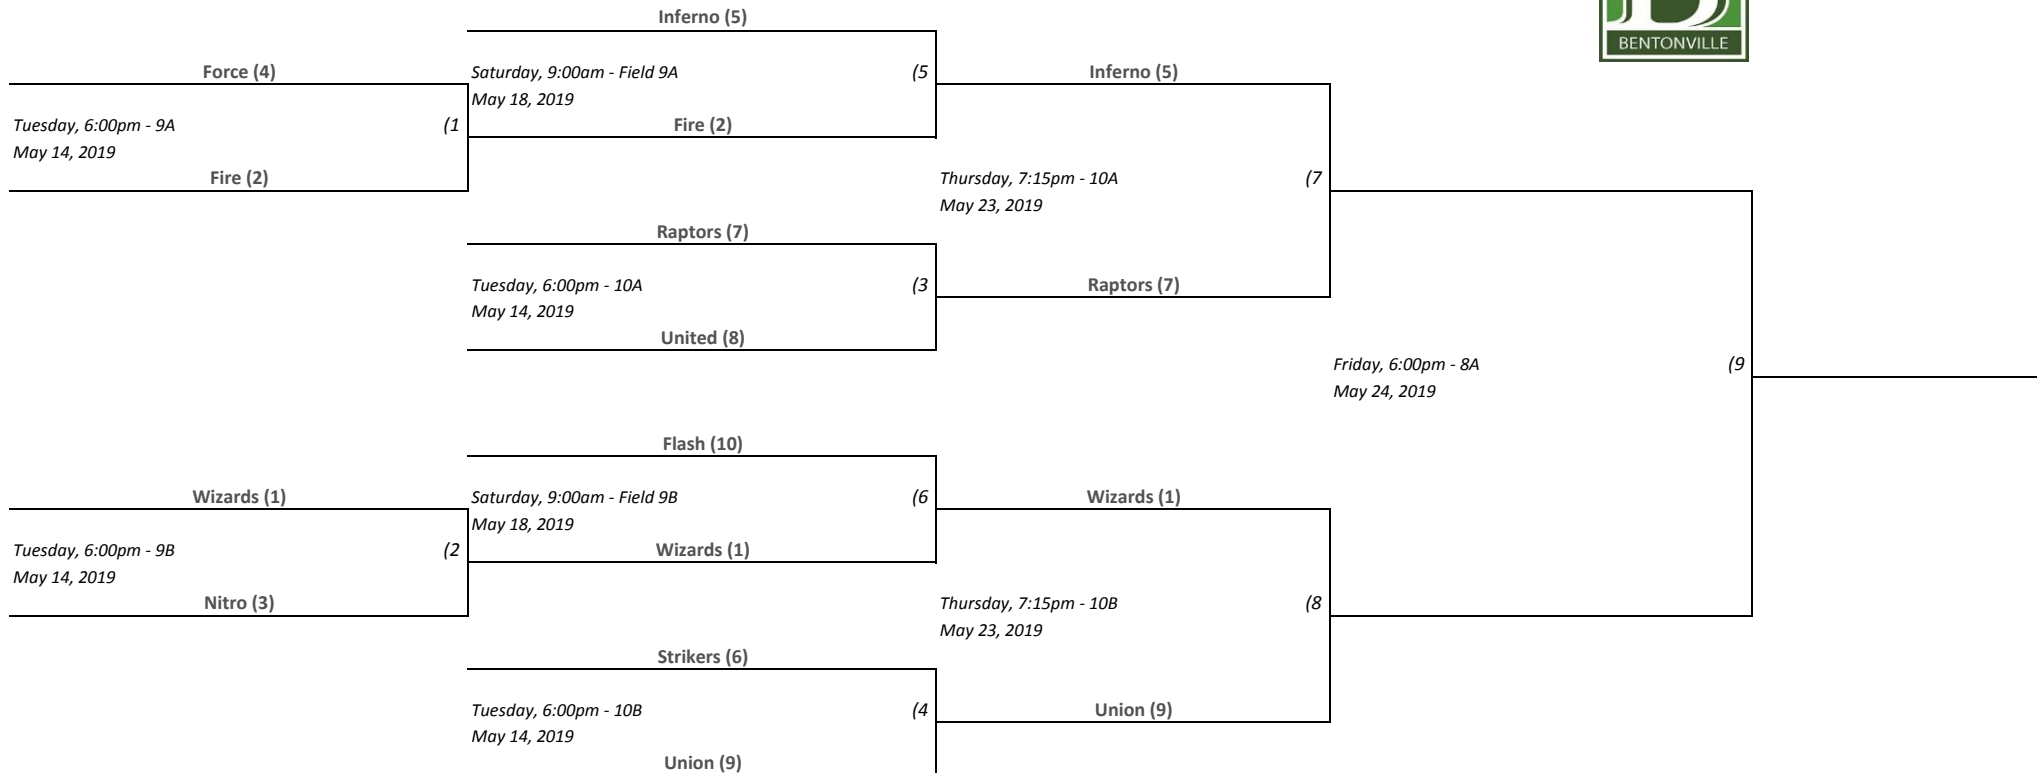 Inferno (5)
BENTONVILLE
Force (4)
Saturday, 9:00am - Field 9A
(5
Inferno (5)
May 18, 2019
Tuesday, 6:00pm - 9A
(1
Fire (2)
May 14, 2019
Fire (2)
Thursday, 7:15pm - 10A
(7
May 23, 2019
Raptors (7)
Tuesday, 6:00pm - 10A
(3
Raptors (7)
May 14, 2019
United (8)
Friday, 6:00pm - 8A
(9
May 24, 2019
Flash (10)
Wizards (1)
Saturday, 9:00am - Field 9B
(6
Wizards (1)
May 18, 2019
Tuesday, 6:00pm - 9B
(2
Wizards (1)
May 14, 2019
Nitro (3)
Thursday, 7:15pm - 10B
(8
May 23, 2019
Strikers (6)
Tuesday, 6:00pm - 10B
(4
Union (9)
May 14, 2019
Union (9)